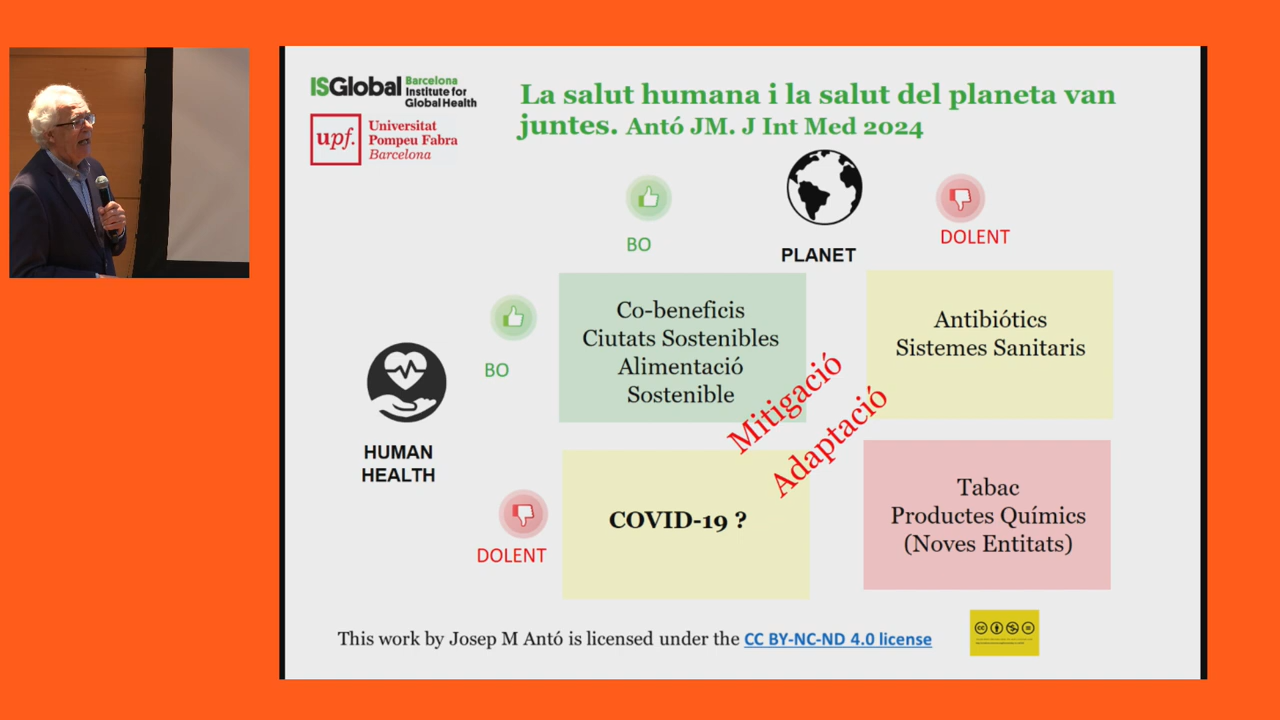 ISGlobal Barcelona
Institute for
Global Health
upf. Universitat
Pompeu Fabra
Barcelona
La salut humana i la salut del planeta van
juntes. Antó JM. J Int Med 2024
BO
PLANET
DOLENT
BO
HUMAN
HEALTH
DOLENT
Co-beneficis
Ciutats Sostenibles
Alimentació
Sostenible
Antibiótics
Sistemes Sanitaris
Mitigació
Adaptació
COVID-19 ?
Tabac
Productes Químics
(Noves Entitats)
This work by Josep M Antó is licensed under the CC BY-NC-ND 4.0 license